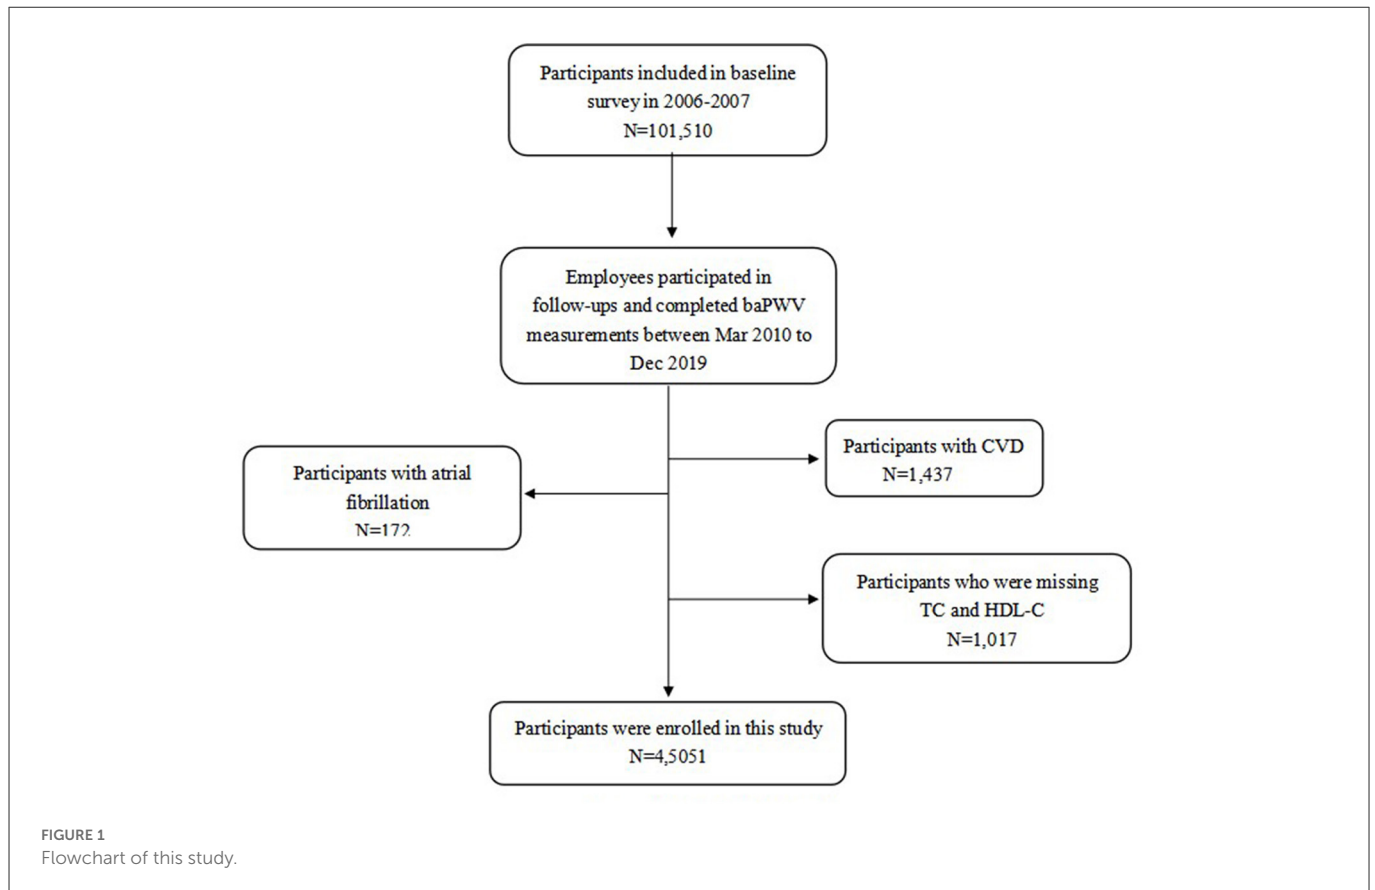 Participants included in baseline
survey in 2006-2007
N=101,510
Employees participated in
follow-ups and completed baPWV
measurements between Mar 2010 to
Dec 2019
Participants with CVD
N=1,437
Participants with atrial
fibrillation
N=172
Participants who were missing
TC and HDL-C
N=1,017
Participants were enrolled in this study
N=4,5051
FIGURE 1
Flowchart of this study.